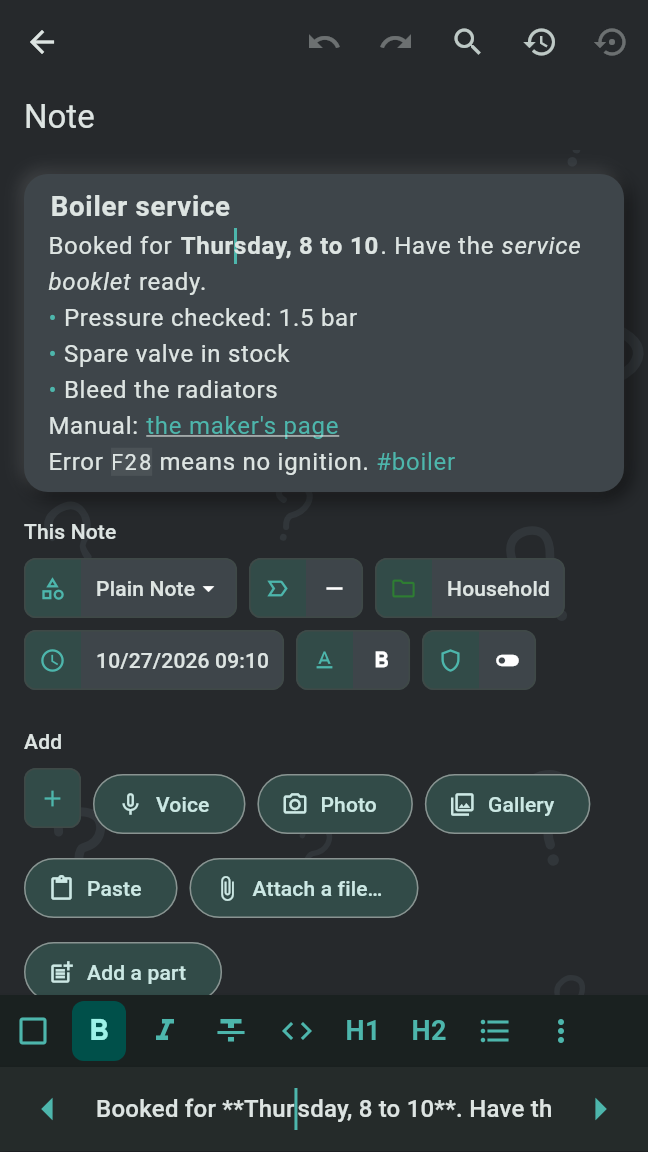 Note
Boiler service
Booked for Thursday, 8 to 10. Have the service
booklet ready.
• Pressure checked: 1.5 bar
• Spare valve in stock
• Bleed the radiators
Manual: the maker's page
Error F28 means no ignition. #boiler
This Note
Plain Note — Household
10/27/2026 09:10 A B
Add
+ Voice Photo Gallery
Paste Attach a file…
Add a part
B I H1 H2
Booked for **Thursday, 8 to 10**. Have th